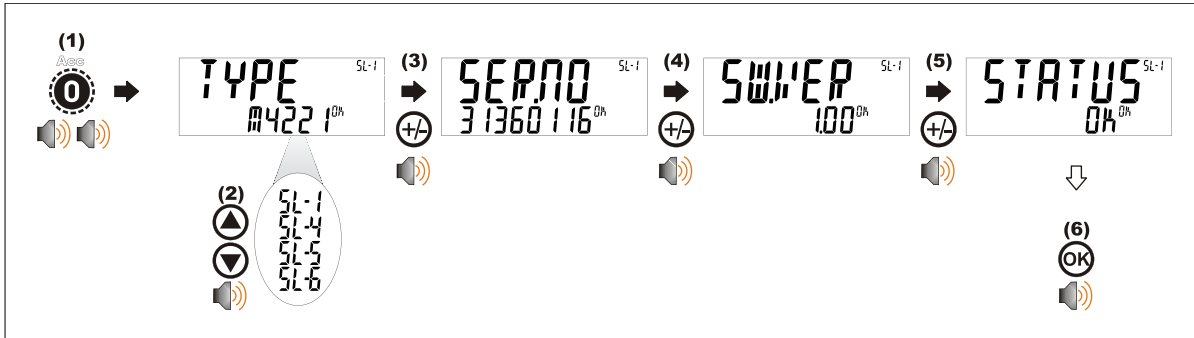 (1)
Acc
0
TYPE SL-1
M4221 Ok
(2)
SL-1
SL-4
SL-5
SL-6
(3)
+/-
SER.NO SL-1
31360116 Ok
(4)
+/-
SW.VER SL-1
1.00 Ok
(5)
+/-
STATUS SL-1
Ok Ok
(6)
OK